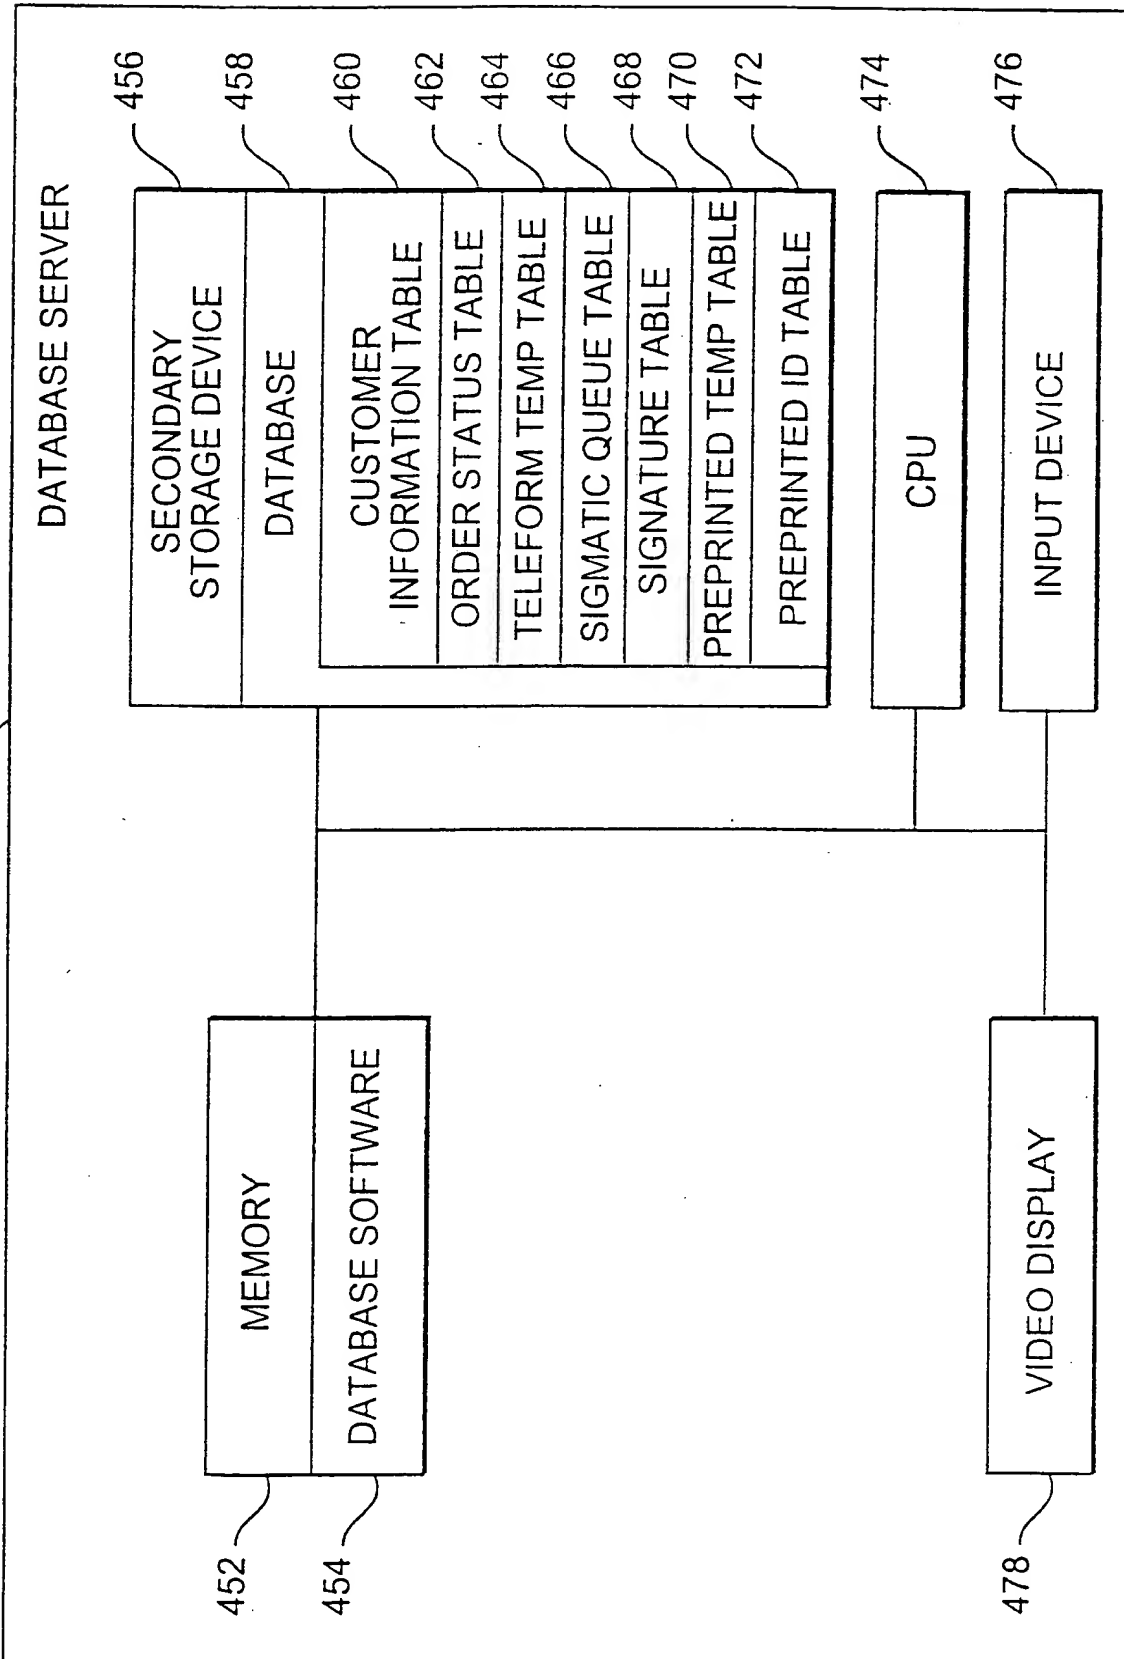 DATABASE SERVER
452
MEMORY
454
DATABASE SOFTWARE
478
VIDEO DISPLAY
SECONDARY
STORAGE DEVICE
456
DATABASE
458
CUSTOMER
INFORMATION TABLE
460
ORDER STATUS TABLE
462
TELEFORM TEMP TABLE
464
SIGMATIC QUEUE TABLE
466
SIGNATURE TABLE
468
PREPRINTED TEMP TABLE
470
PREPRINTED ID TABLE
472
CPU
474
INPUT DEVICE
476